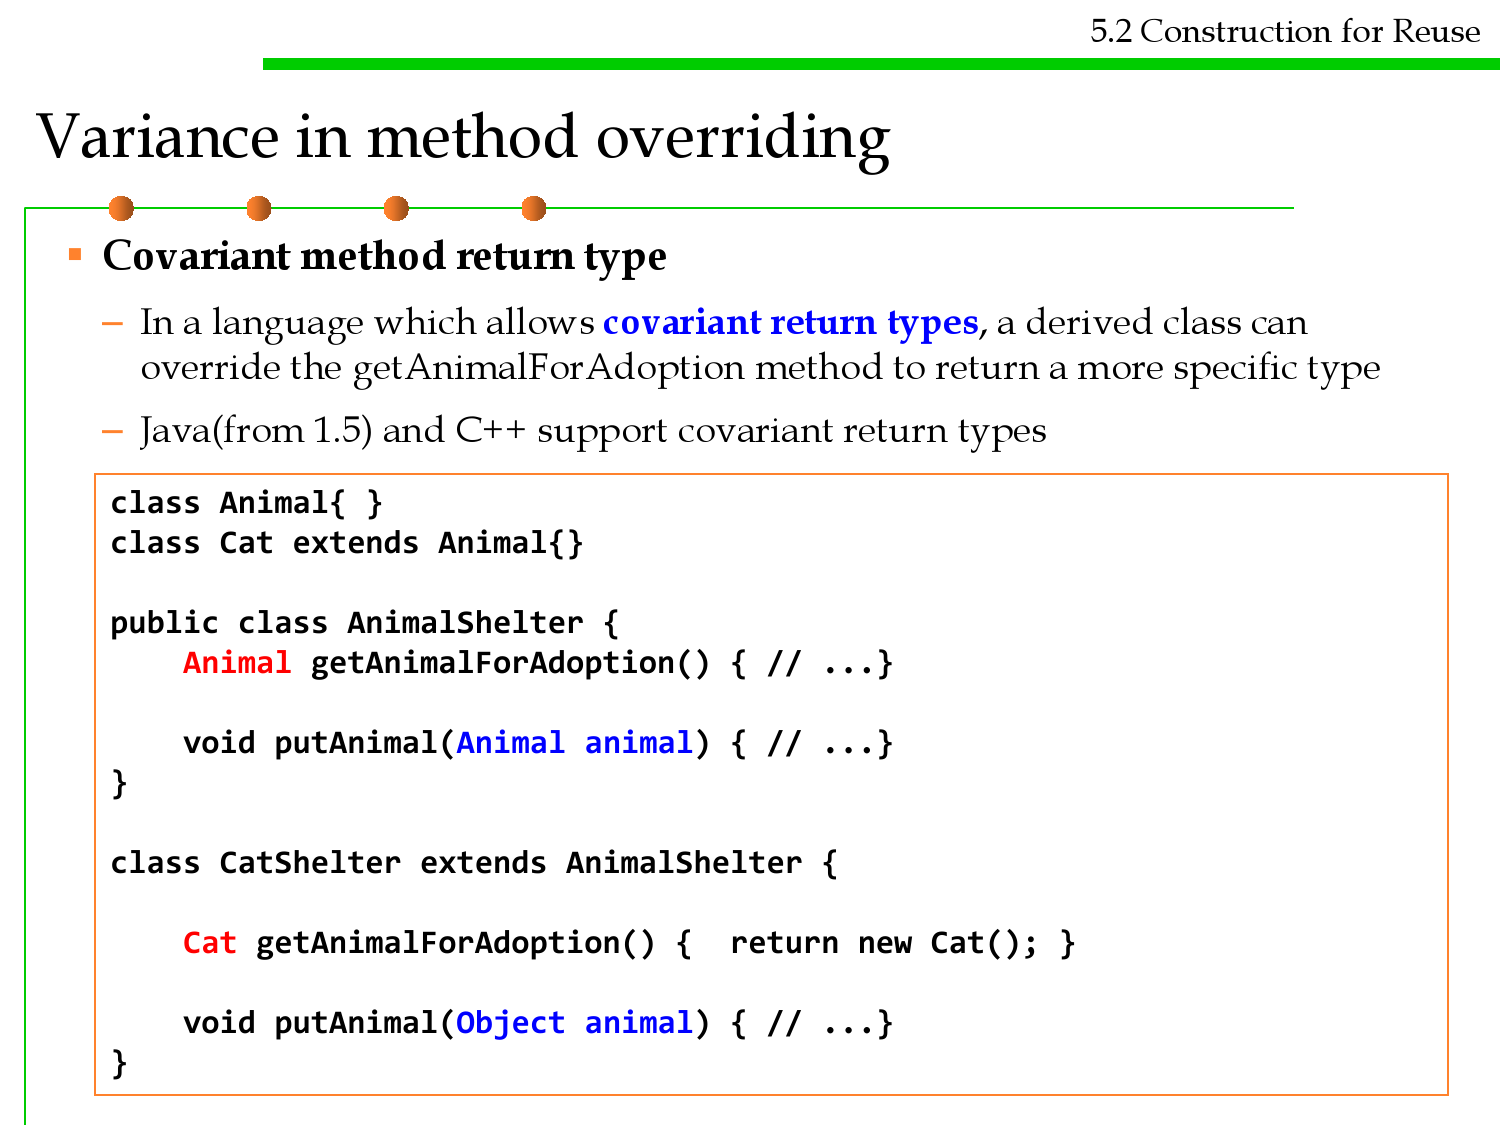 5.2 Construction for Reuse
Variance in method overriding
▪ Covariant method return type
– In a language which allows covariant return types, a derived class can
override the getAnimalForAdoption method to return a more specific type
– Java(from 1.5) and C++ support covariant return types
class Animal{ }
class Cat extends Animal{}
public class AnimalShelter {
    Animal getAnimalForAdoption() { // ...}
    void putAnimal(Animal animal) { // ...}
}
class CatShelter extends AnimalShelter {
    Cat getAnimalForAdoption() {  return new Cat(); }
    void putAnimal(Object animal) { // ...}
}